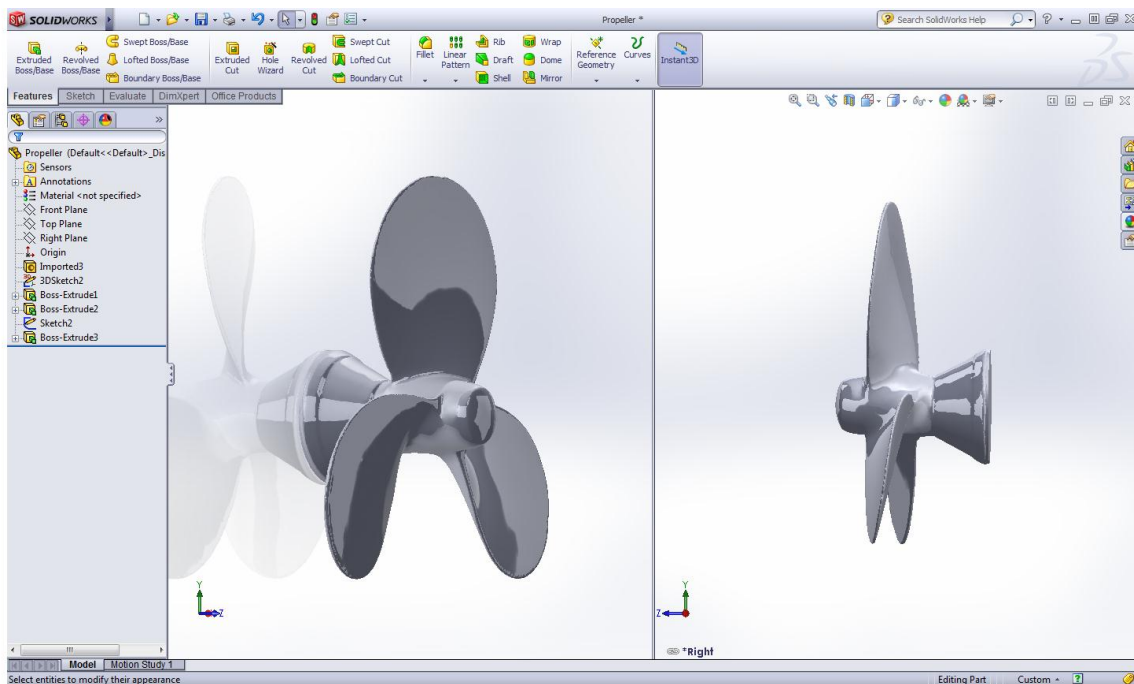 SOLIDWORKS
Propeller *
Search SolidWorks Help
Extruded Boss/Base
Revolved Boss/Base
Swept Boss/Base
Lofted Boss/Base
Boundary Boss/Base
Extruded Cut
Hole Wizard
Revolved Cut
Swept Cut
Lofted Cut
Boundary Cut
Fillet
Linear Pattern
Rib
Draft
Shell
Wrap
Dome
Mirror
Reference Geometry
Curves
Instant3D
Features Sketch Evaluate DimXpert Office Products
Propeller (Default<<Default>_Dis
Sensors
Annotations
Material <not specified>
Front Plane
Top Plane
Right Plane
Origin
Imported3
3DSketch2
Boss-Extrude1
Boss-Extrude2
Sketch2
Boss-Extrude3
Y
Z
Y
Z
*Right
Model Motion Study 1
Select entities to modify their appearance
Editing Part Custom